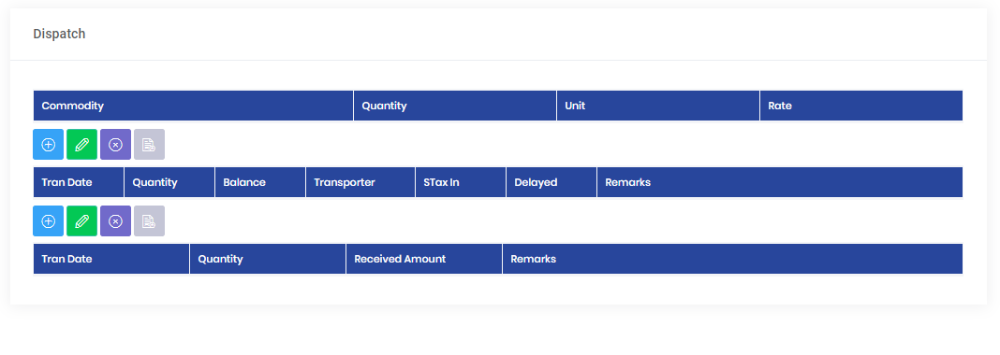 Dispatch
Commodity Quantity Unit Rate
Tran Date Quantity Balance Transporter STax In Delayed Remarks
Tran Date Quantity Received Amount Remarks